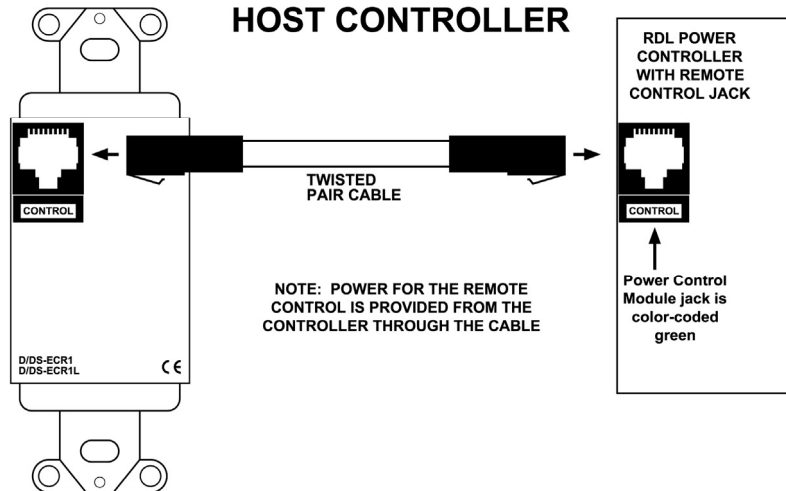 HOST CONTROLLER
RDL POWER
CONTROLLER
WITH REMOTE
CONTROL JACK
CONTROL
TWISTED
PAIR CABLE
CONTROL
NOTE: POWER FOR THE REMOTE
CONTROL IS PROVIDED FROM THE
CONTROLLER THROUGH THE CABLE
Power Control
Module jack is
color-coded
green
D/DS-ECR1
D/DS-ECR1L
CE